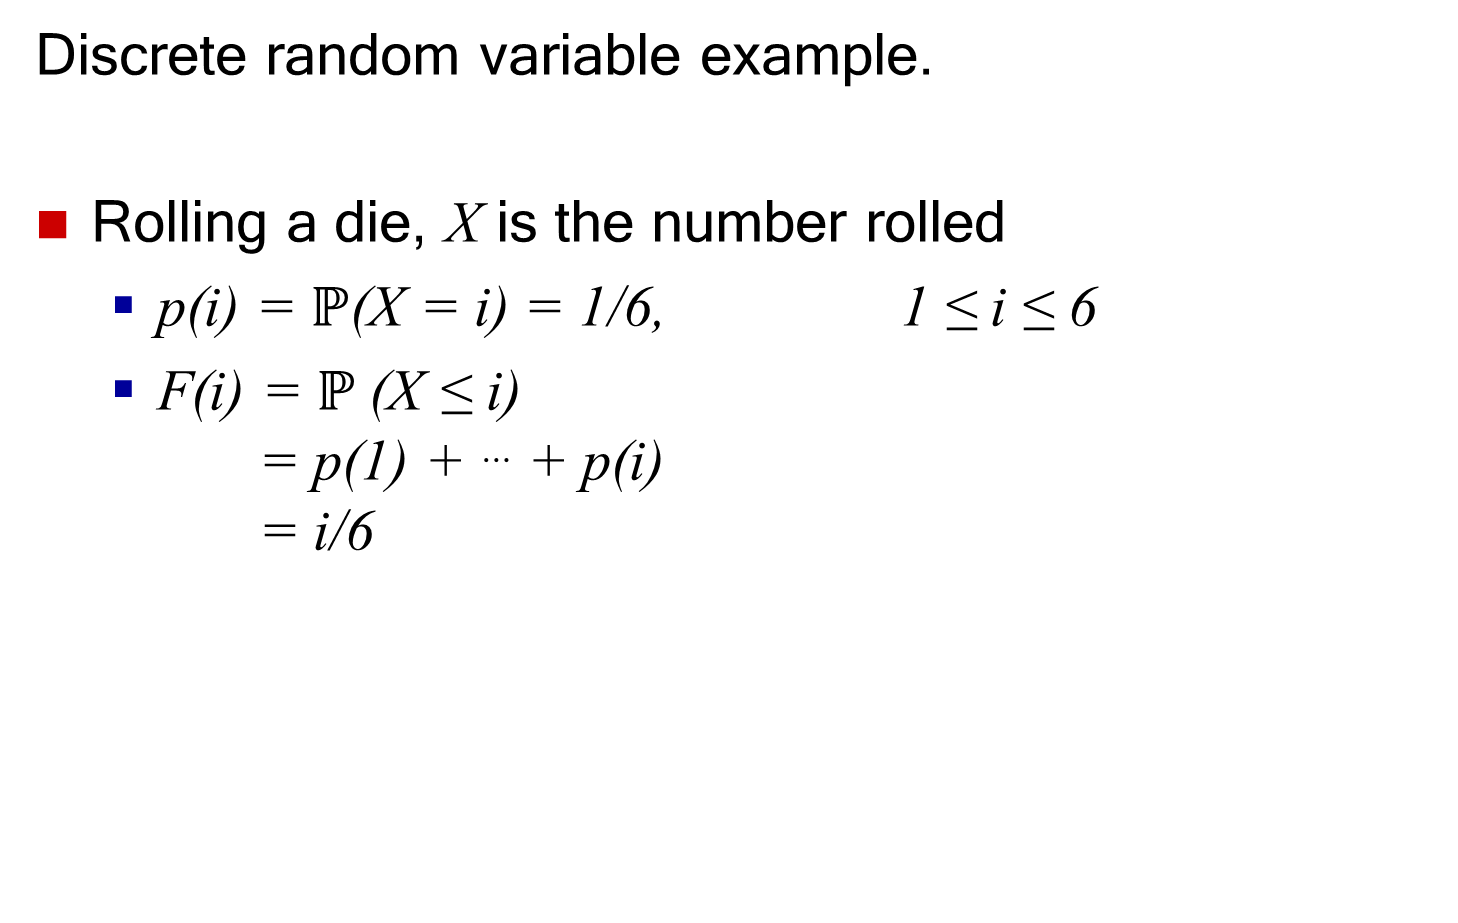 Discrete random variable example.
Rolling a die, X is the number rolled
p(i) = ℙ(X = i) = 1/6, 1 ≤ i ≤ 6
F(i) = ℙ (X ≤ i)
= p(1) + ⋯ + p(i)
= i/6